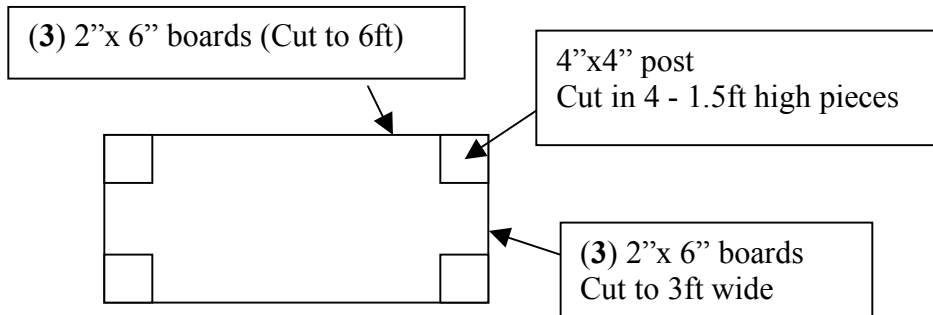 (3) 2”x 6” boards (Cut to 6ft)
4”x4” post
Cut in 4 - 1.5ft high pieces
(3) 2”x 6” boards
Cut to 3ft wide